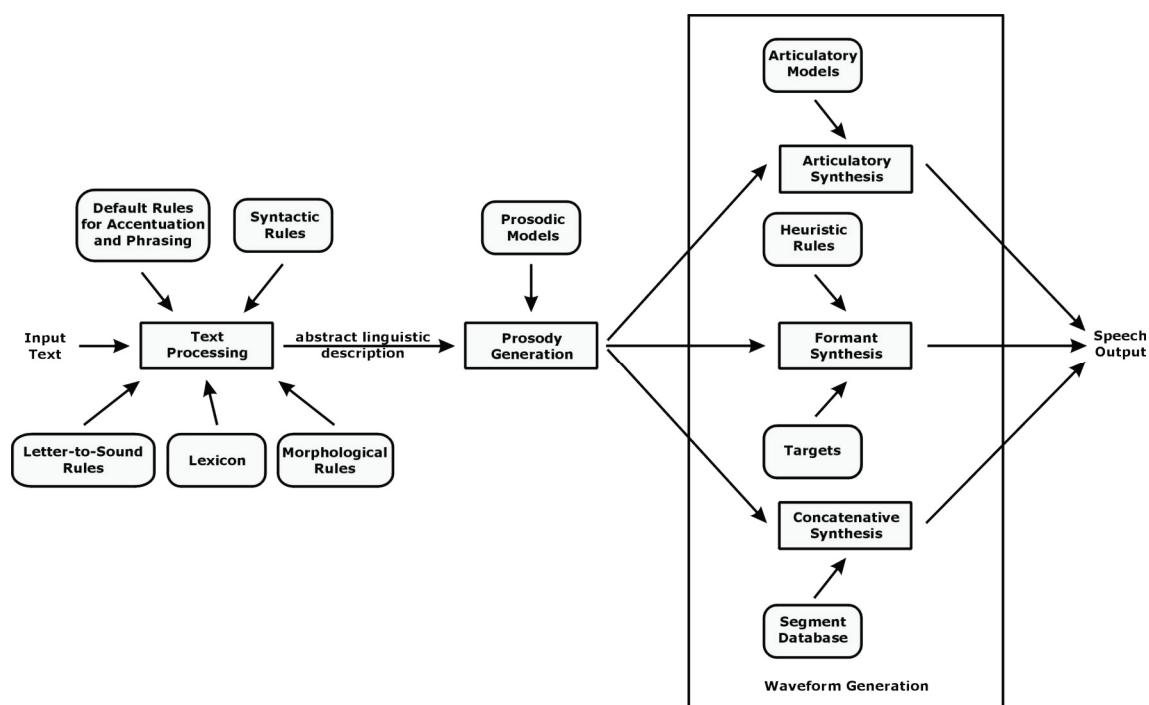 Articulatory
Models
Articulatory
Synthesis
Default Rules
for Accentuation
and Phrasing
Syntactic
Rules
Prosodic
Models
Heuristic
Rules
Input
Text
Text
Processing
abstract linguistic
description
Prosody
Generation
Formant
Synthesis
Speech
Output
Letter-to-Sound
Rules
Lexicon
Morphological
Rules
Targets
Concatenative
Synthesis
Segment
Database
Waveform Generation